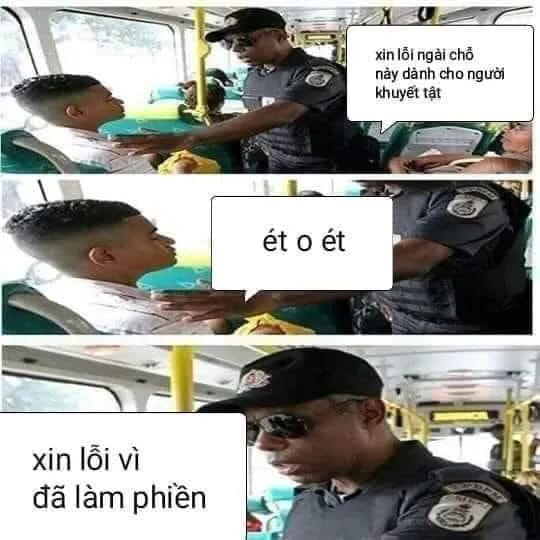 xin lỗi ngài chỗ
này dành cho người
khuyết tật
ét o ét
xin lỗi vì
đã làm phiền